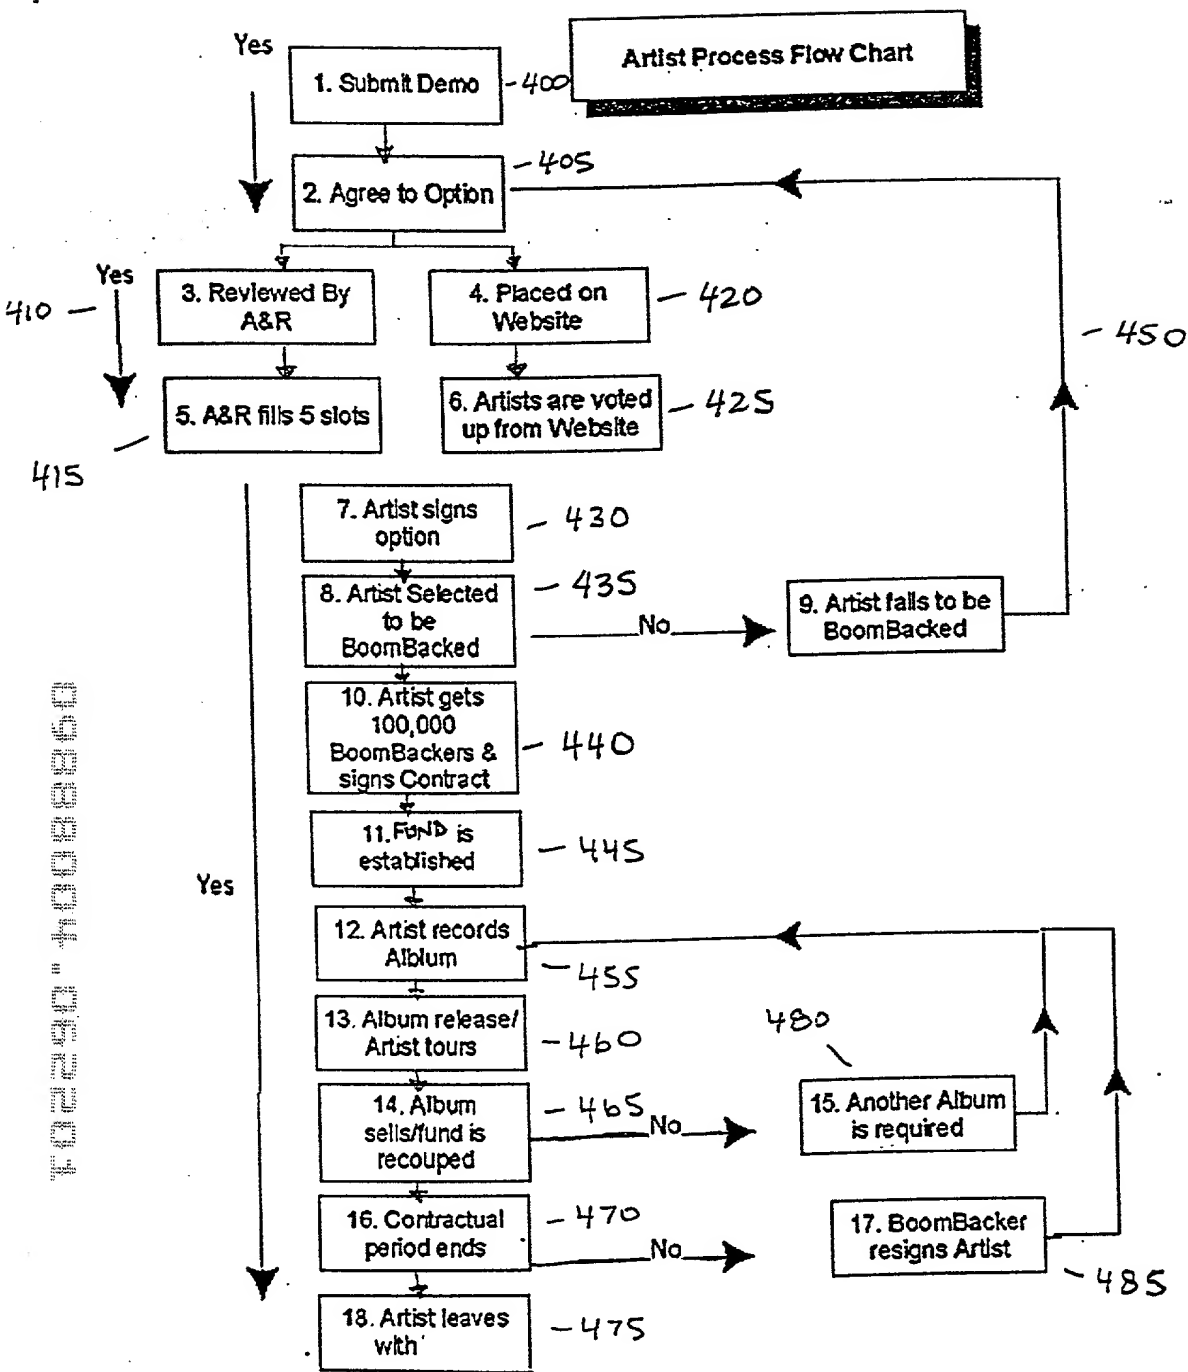 Yes
Artist Process Flow Chart
1. Submit Demo
400
405
2. Agree to Option
Yes
3. Reviewed By
A&R
410
4. Placed on
Website
420
450
5. A&R fills 5 slots
415
6. Artists are voted
up from Website
425
7. Artist signs
option
430
8. Artist Selected
to be
BoomBacked
435
No
9. Artist fails to be
BoomBacked
10. Artist gets
100,000
BoomBackers &
signs Contract
440
11. FUND is
established
445
Yes
12. Artist records
Alblum
455
13. Album release/
Artist tours
460
480
14. Album
sells/fund is
recouped
465
No
15. Another Album
is required
16. Contractual
period ends
470
No
17. BoomBacker
resigns Artist
485
18. Artist leaves
with
475
09888804.062201